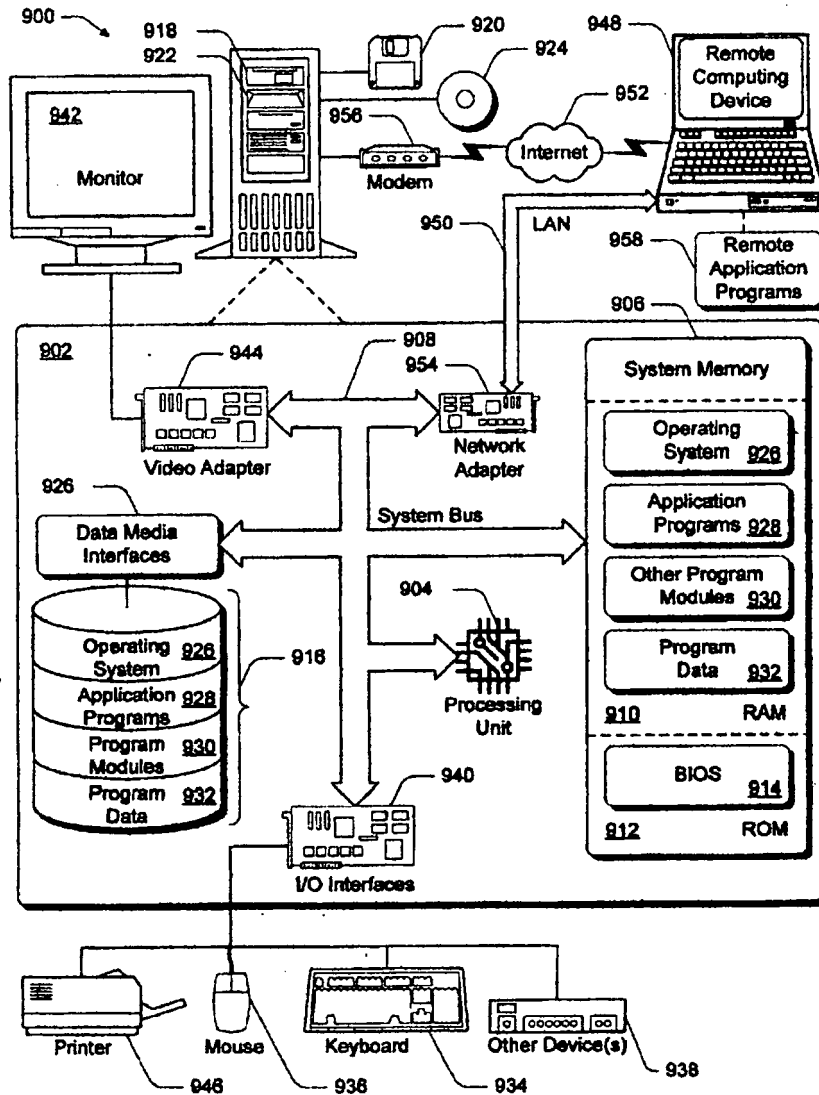 900
918
922
920
924
948
Remote
Computing
Device
942
Monitor
956
Modem
952
Internet
950
LAN
958
Remote
Application
Programs
906
902
944
Video Adapter
908
954
Network
Adapter
System Memory
Operating
System 926
Application
Programs 928
Other Program
Modules 930
Program
Data 932
910 RAM
BIOS 914
912 ROM
926
Data Media
Interfaces
System Bus
904
Processing
Unit
Operating
System 926
Application
Programs 928
Program
Modules 930
Program
Data 932
916
940
I/O Interfaces
Printer
946
Mouse
936
Keyboard
934
Other Device(s)
938